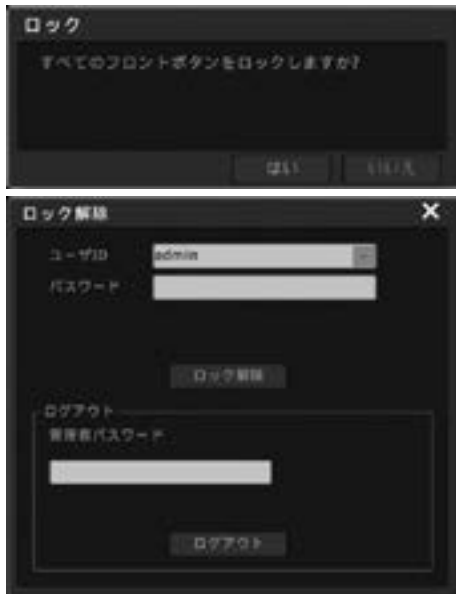 ロック
すべてのフロントボタンをロックしますか?
はい
いいえ
ロック解除
ユーザID
admin
パスワード
ロック解除
ログアウト
管理者パスワード
ログアウト